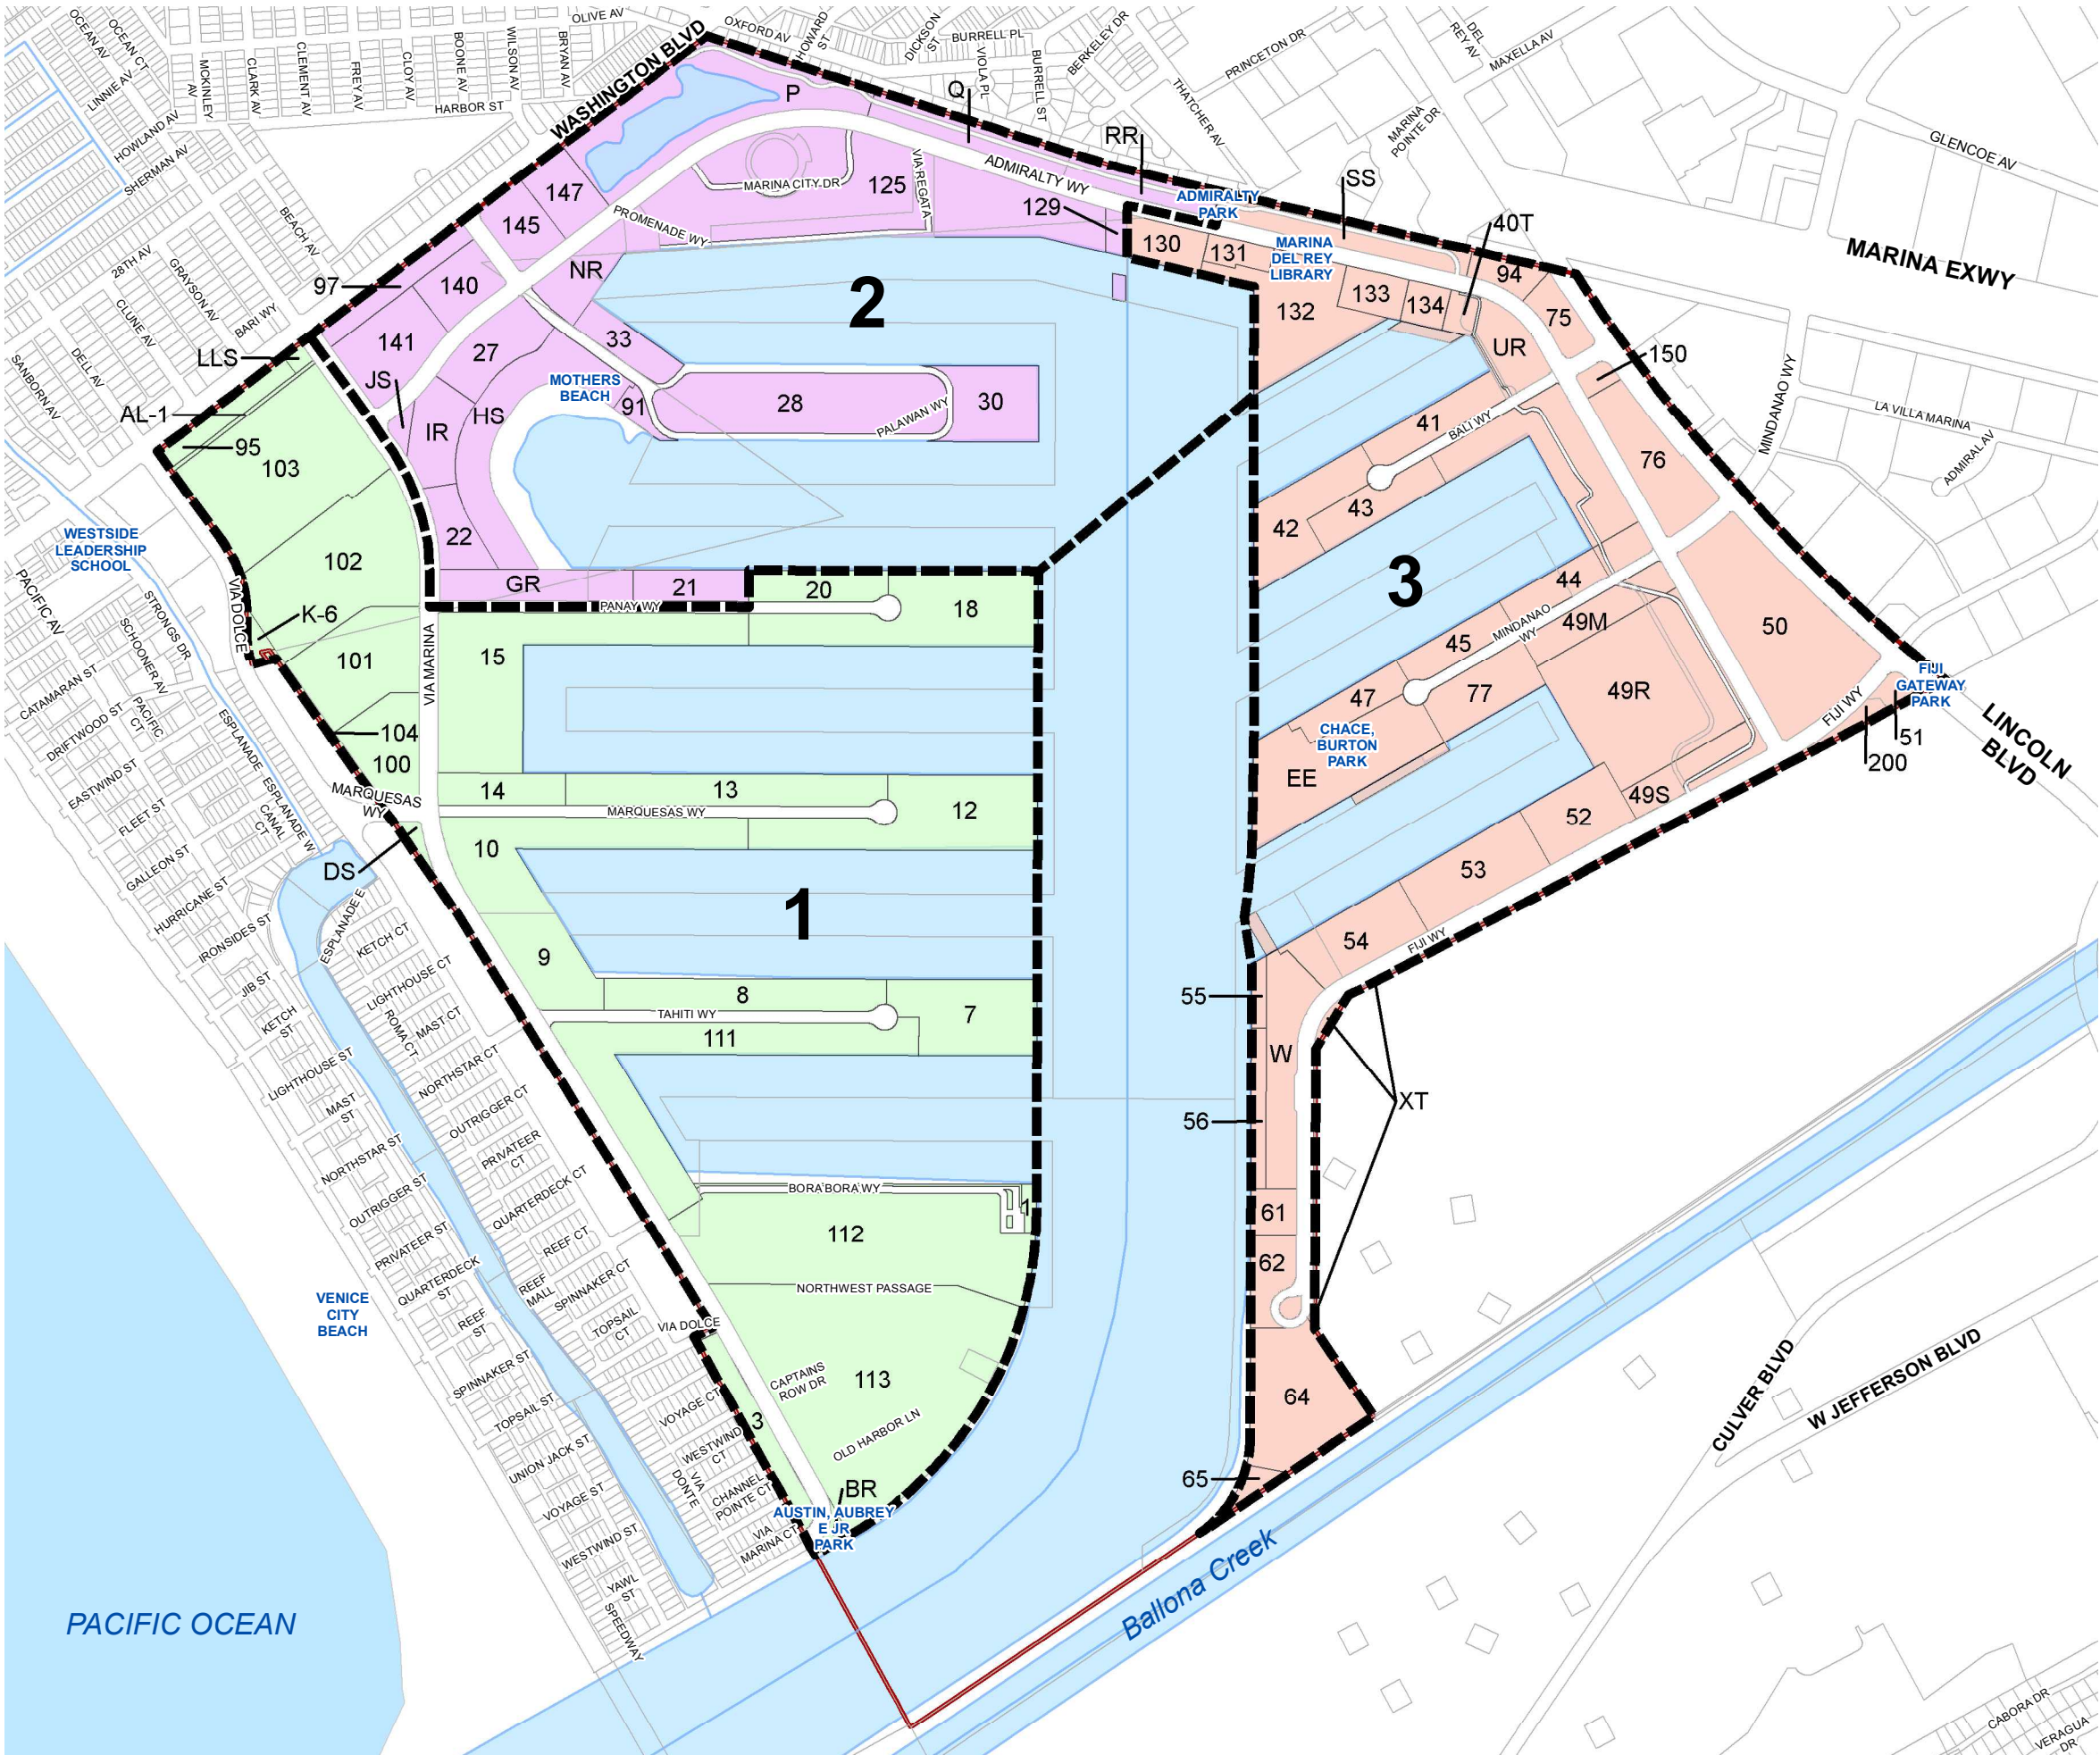 OLIVE AV
OXFORD AV
HOWARD
ST
DICKSON
ST
BURRELL PL
BERKELEY DR
DEL
REY AV
MAXELLA AV
OCEAN AV
OCEAN CT
LINNIE AV
MCKINLEY
AV
CLARK AV
CLEMENT AV
FREY AV
CLOY AV
BOONE AV
WILSON AV
BRYAN AV
WASHINGTON BLVD
VIOLA PL
BURRELL ST
PRINCETON DR
THATCHER AV
MARINA
POINTE DR
GLENCOE AV
HARBOR ST
HOWLAND AV
SHERMAN AV
P
Q
RR
SS
ADMIRALTY WY
MARINA CITY DR
125
VIA REGATA
147
145
129
ADMIRALTY
PARK
40T
PROMENADE WY
BEACH AV
28TH AV
GRAYSON AV
CLUNE AV
BARI WY
DELL AV
SANBORN AV
130
131
MARINA
DEL REY
LIBRARY
94
MARINA EXWY
97
140
NR
2
132
133
134
75
141
27
33
UR
150
MINDANAO WY
LLS
JS
MOTHERS
BEACH
91
28
PALAWAN WY
30
IR
HS
41
BALI WY
LA VILLA MARINA
ADMIRAL AV
AL-1
95
103
76
22
42
43
WESTSIDE
LEADERSHIP
SCHOOL
102
3
GR
21
PANAY WY
20
18
44
PACIFIC AV
VIA DOLCE
STRONGS DR
K-6
MINDANAO
WY
49M
50
SCHOONER AV
101
VIA MARINA
15
45
CATAMARAN ST
PACIFIC
CT
47
77
49R
FIJI
GATEWAY
PARK
DRIFTWOOD ST
ESPLANADE
104
CHACE,
BURTON
PARK
FIJI WY
51
200
LINCOLN
BLVD
EASTWIND ST
100
EE
MARQUESAS
WY
14
13
12
MARQUESAS WY
49S
FLEET ST
CANAL
CT
ESPLANADE W
52
GALLEON ST
DS
10
1
53
HURRICANE ST
ESPLANADE E
IRONSIDES ST
KETCH CT
54
FIJI WY
9
JIB ST
LIGHTHOUSE CT
8
7
55
KETCH
ST
ROMA CT
MAST CT
TAHITI WY
111
W
LIGHTHOUSE ST
NORTHSTAR CT
MAST
ST
OUTRIGGER CT
56
XT
NORTHSTAR ST
PRIVATEER
CT
OUTRIGGER ST
QUARTERDECK CT
BORA BORA WY
1
61
PRIVATEER ST
REEF CT
112
62
QUARTERDECK
ST
REEF
MALL
SPINNAKER CT
NORTHWEST PASSAGE
VENICE
CITY
BEACH
REEF
ST
TOPSAIL
CT
VIA DOLCE
CULVER BLVD
W JEFFERSON BLVD
SPINNAKER ST
CAPTAINS
ROW DR
113
64
TOPSAIL ST
VOYAGE CT
3
OLD HARBOR LN
UNION JACK ST
WESTWIND
CT
VIA
DONTE
CHANNEL
POINTE CT
65
VOYAGE ST
BR
AUSTIN, AUBREY
E JR
PARK
VIA
MARINA CT
WESTWIND ST
YAWL
ST
SPEEDWAY
Ballona Creek
PACIFIC OCEAN
CABORA DR
VERAGUA
DR